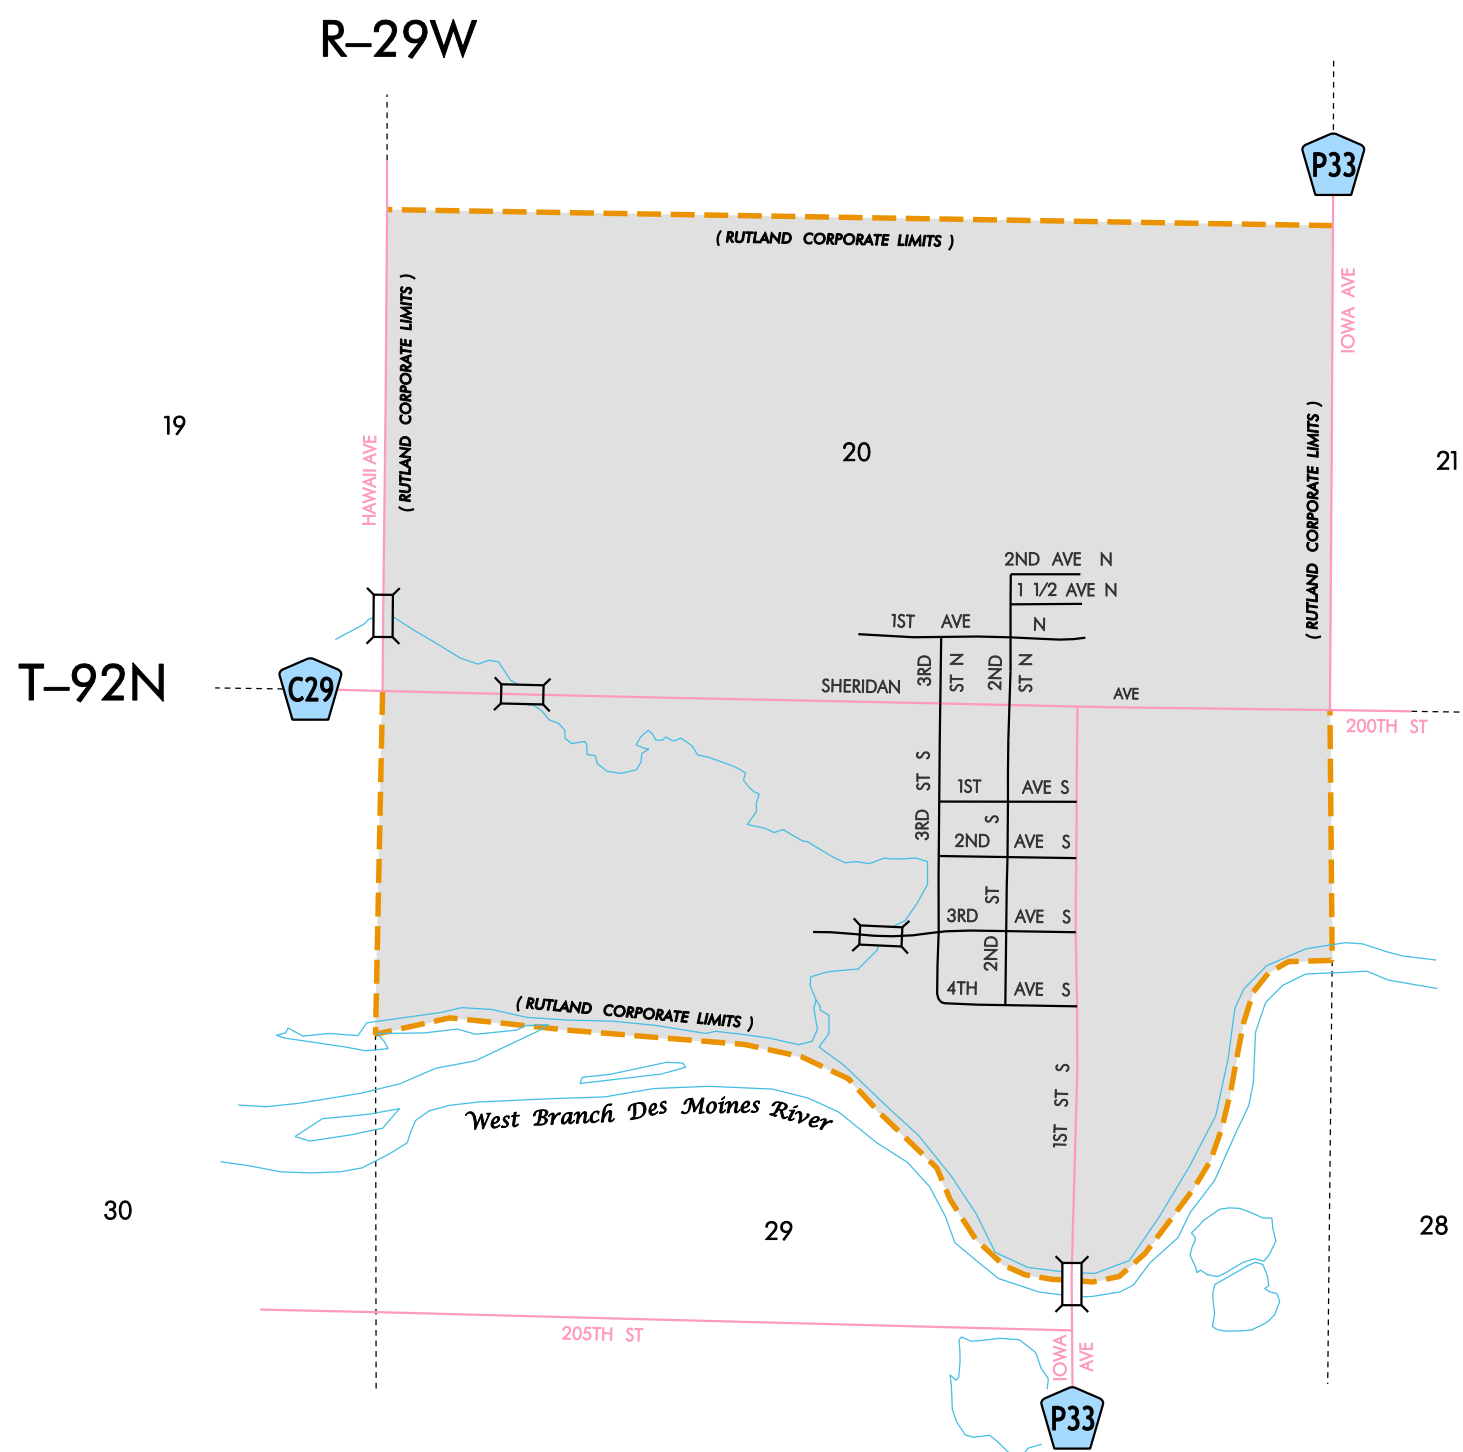 R–29W
P33
( RUTLAND CORPORATE LIMITS )
IOWA AVE
( RUTLAND CORPORATE LIMITS )
HAWAII AVE
( RUTLAND CORPORATE LIMITS )
19
20
21
2ND AVE N
1 1/2 AVE N
1ST AVE N
3RD ST N
2ND ST N
T–92N
C29
SHERIDAN AVE
200TH ST
3RD ST S
1ST AVE S
2ND ST S
2ND AVE S
3RD AVE S
4TH AVE S
( RUTLAND CORPORATE LIMITS )
1ST ST S
West Branch Des Moines River
30
29
28
205TH ST
IOWA AVE
P33